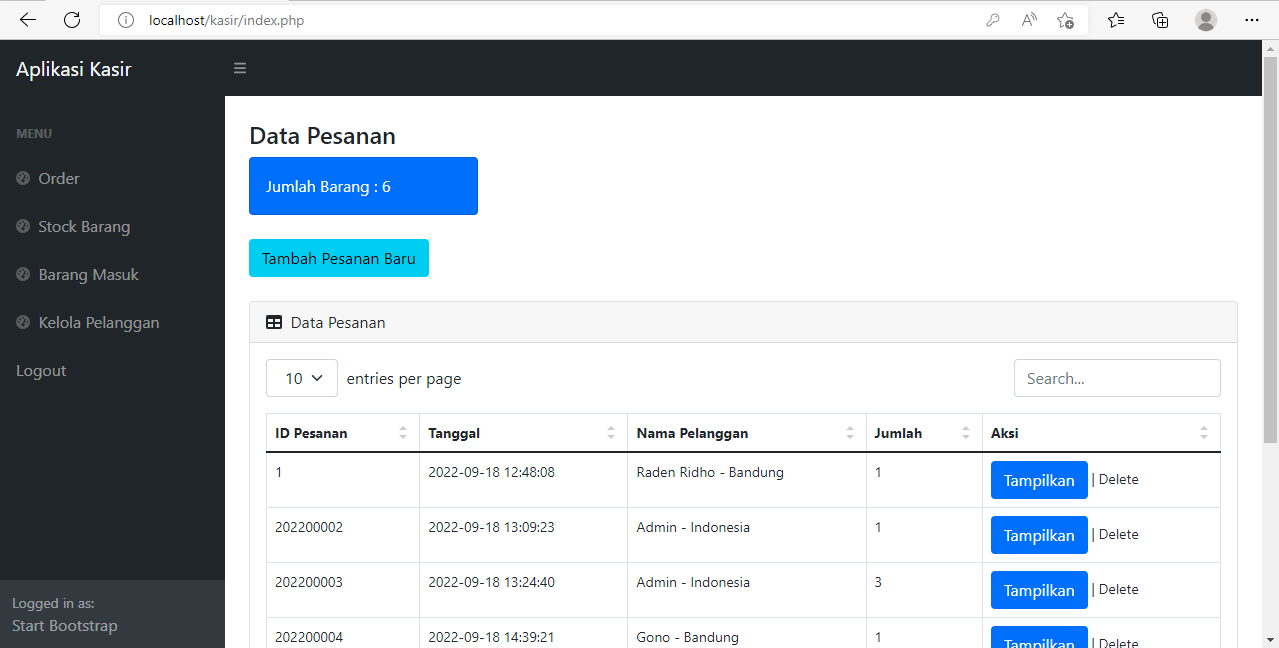 localhost/kasir/index.php
Aplikasi Kasir
MENU
Order
Stock Barang
Barang Masuk
Kelola Pelanggan
Logout
Logged in as:
Start Bootstrap
Data Pesanan
Jumlah Barang : 6
Tambah Pesanan Baru
Data Pesanan
10 entries per page Search...
ID Pesanan Tanggal Nama Pelanggan Jumlah Aksi
1 2022-09-18 12:48:08 Raden Ridho - Bandung 1 Tampilkan | Delete
202200002 2022-09-18 13:09:23 Admin - Indonesia 1 Tampilkan | Delete
202200003 2022-09-18 13:24:40 Admin - Indonesia 3 Tampilkan | Delete
202200004 2022-09-18 14:39:21 Gono - Bandung 1 Tampilkan | Delete